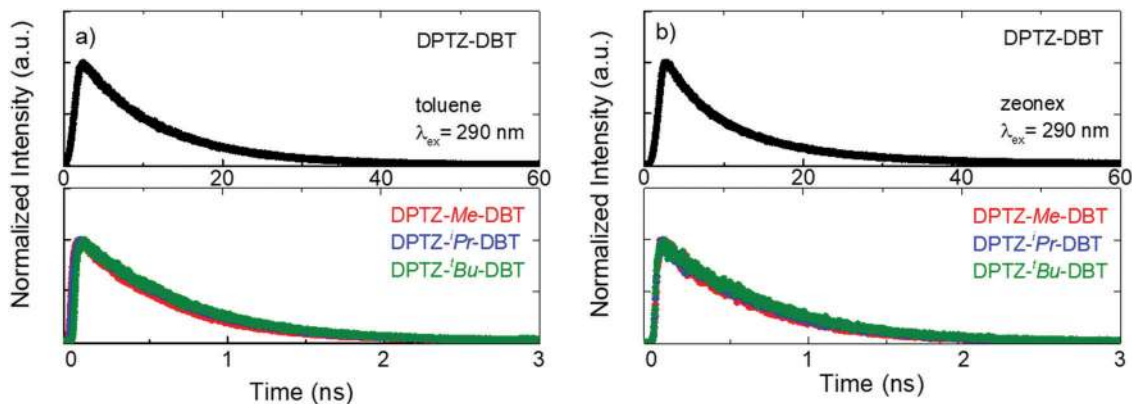 a)
DPTZ-DBT
toluene
λex= 290 nm
0 20 40 60
DPTZ-Me-DBT
DPTZ-iPr-DBT
DPTZ-tBu-DBT
0 1 2 3
Time (ns)
Normalized Intensity (a.u.)
b)
DPTZ-DBT
zeonex
λex= 290 nm
0 20 40 60
DPTZ-Me-DBT
DPTZ-iPr-DBT
DPTZ-tBu-DBT
0 1 2 3
Time (ns)
Normalized Intensity (a.u.)